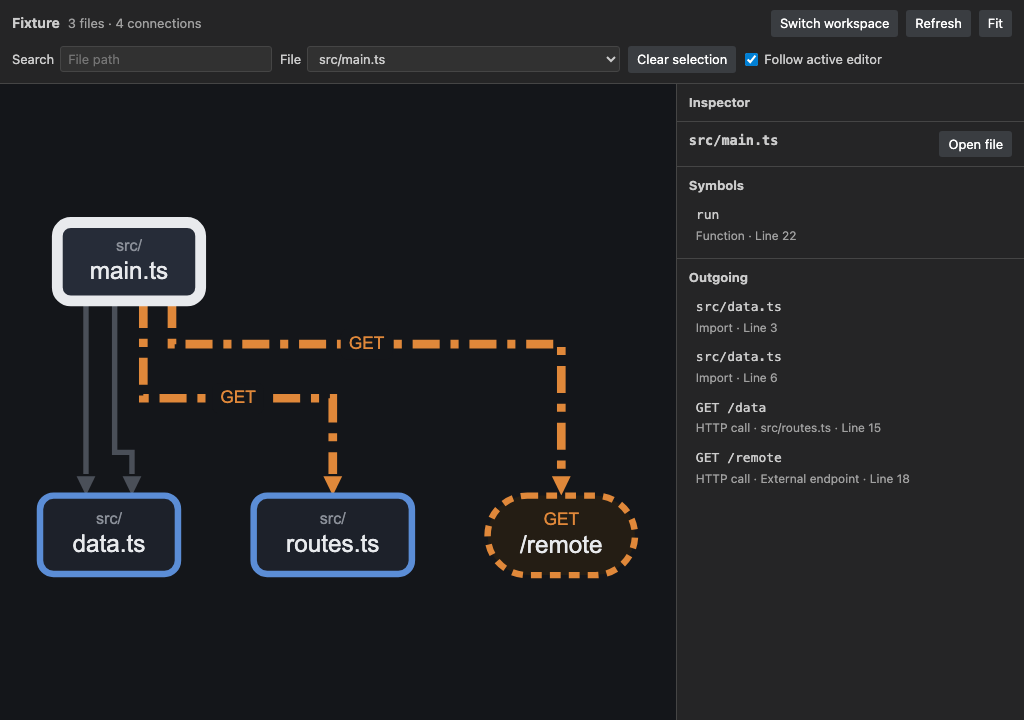 Fixture 3 files · 4 connections
Switch workspace Refresh Fit
Search File path File src/main.ts Clear selection Follow active editor
Inspector
src/main.ts Open file
Symbols
run
Function · Line 22
Outgoing
src/data.ts
Import · Line 3
src/data.ts
Import · Line 6
GET /data
HTTP call · src/routes.ts · Line 15
GET /remote
HTTP call · External endpoint · Line 18
src/
main.ts
GET
GET
src/
data.ts
src/
routes.ts
GET
/remote